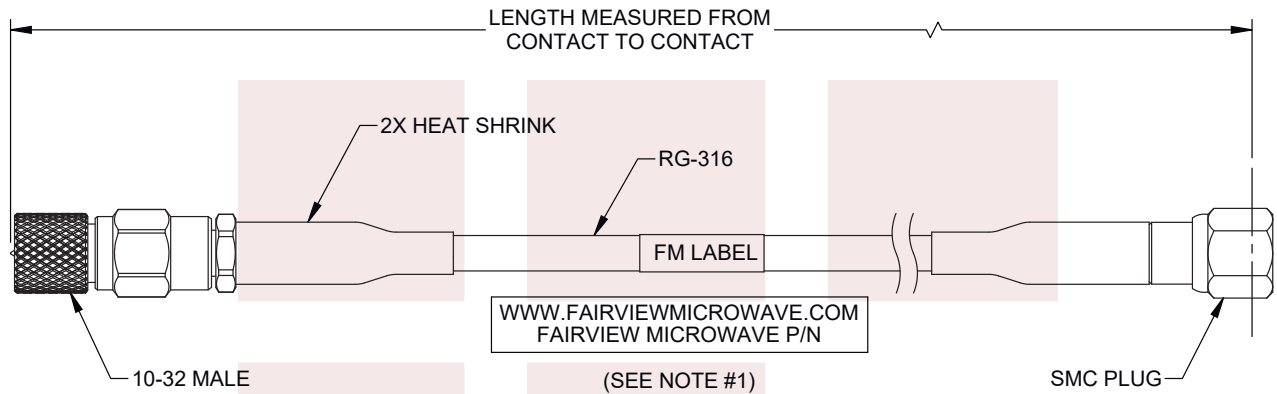 LENGTH MEASURED FROM
CONTACT TO CONTACT
2X HEAT SHRINK
RG-316
FM LABEL
WWW.FAIRVIEWMICROWAVE.COM
FAIRVIEW MICROWAVE P/N
10-32 MALE
(SEE NOTE #1)
SMC PLUG